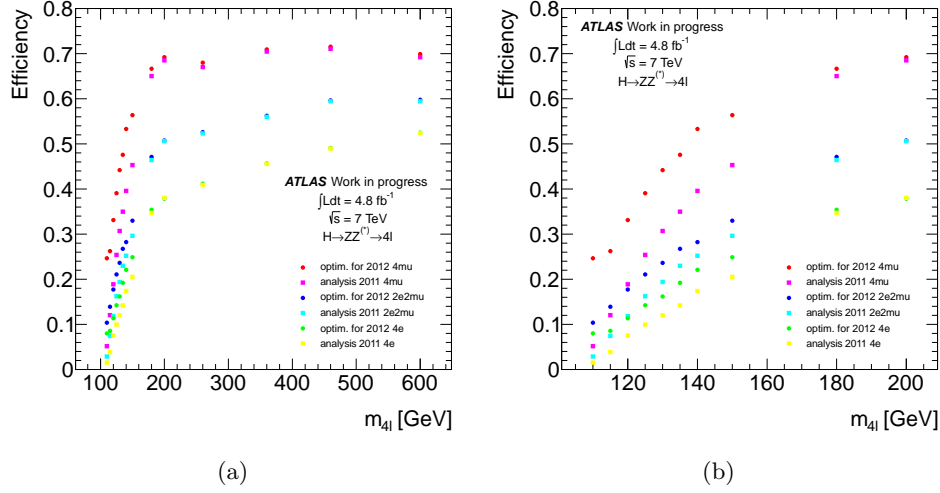 Efficiency
0.8
0.7
0.6
0.5
0.4
0.3
0.2
0.1
0
ATLAS Work in progress
∫Ldt = 4.8 fb⁻¹
√s = 7 TeV
H→ZZ⁽*⁾→4l
optim. for 2012 4mu
analysis 2011 4mu
optim. for 2012 2e2mu
analysis 2011 2e2mu
optim. for 2012 4e
analysis 2011 4e
100 200 300 400 500 600
m4l [GeV]
(a)
Efficiency
0.8
0.7
0.6
0.5
0.4
0.3
0.2
0.1
0
ATLAS Work in progress
∫Ldt = 4.8 fb⁻¹
√s = 7 TeV
H→ZZ⁽*⁾→4l
optim. for 2012 4mu
analysis 2011 4mu
optim. for 2012 2e2mu
analysis 2011 2e2mu
optim. for 2012 4e
analysis 2011 4e
120 140 160 180 200
m4l [GeV]
(b)